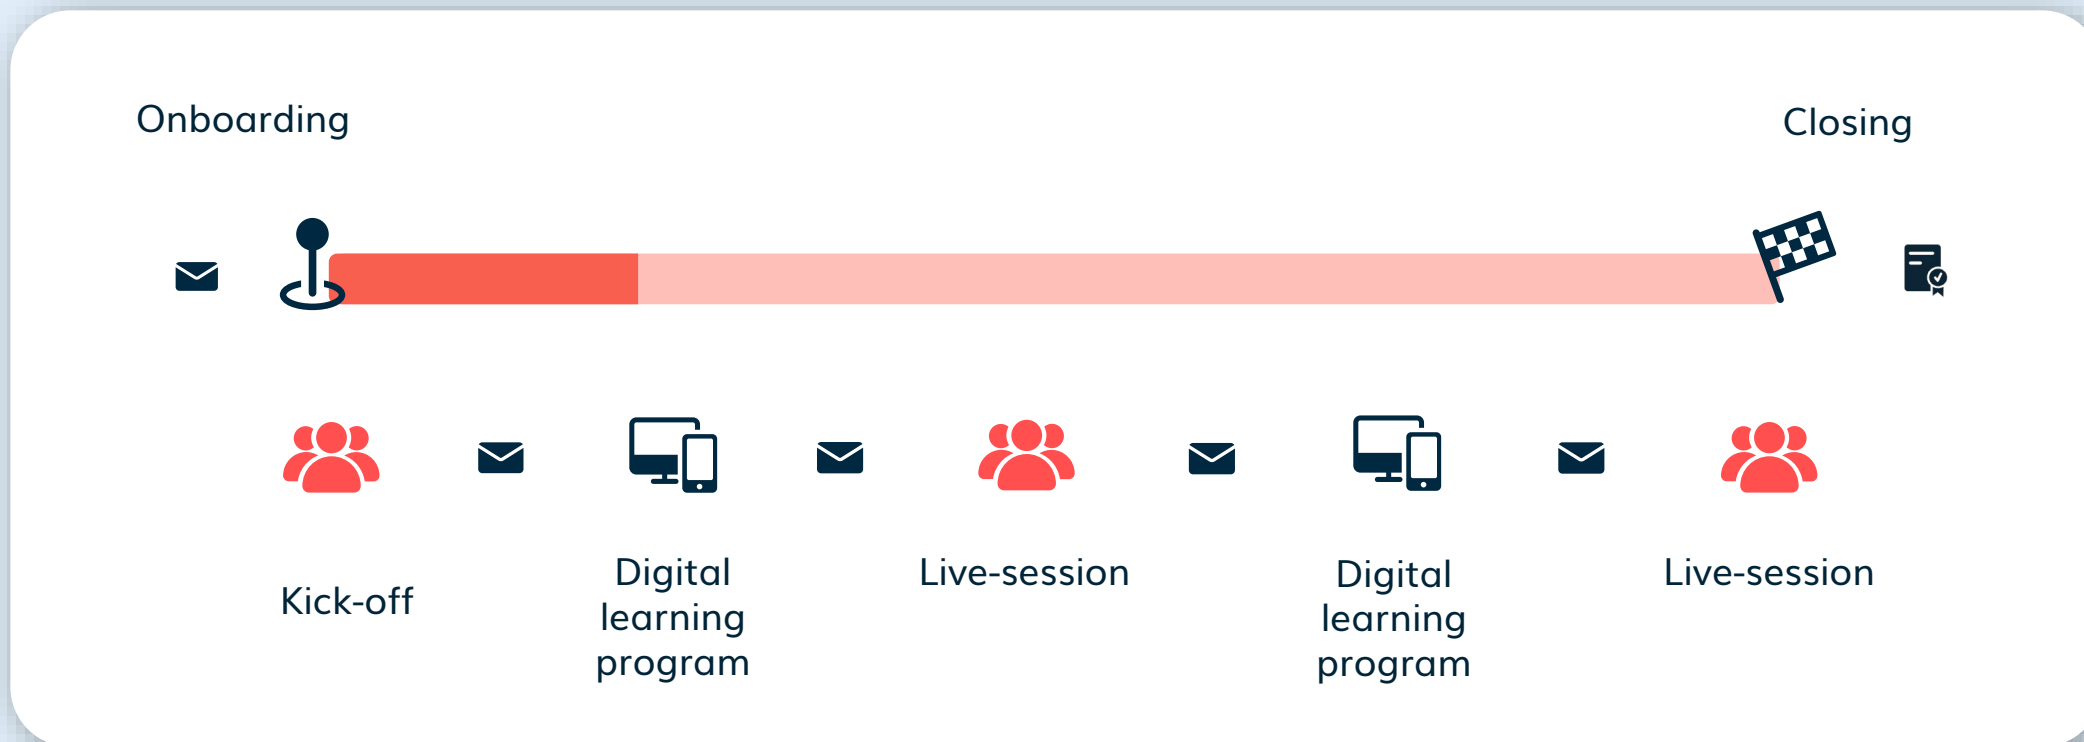 Onboarding
Closing
Kick-off
Digital
learning
program
Live-session
Digital
learning
program
Live-session